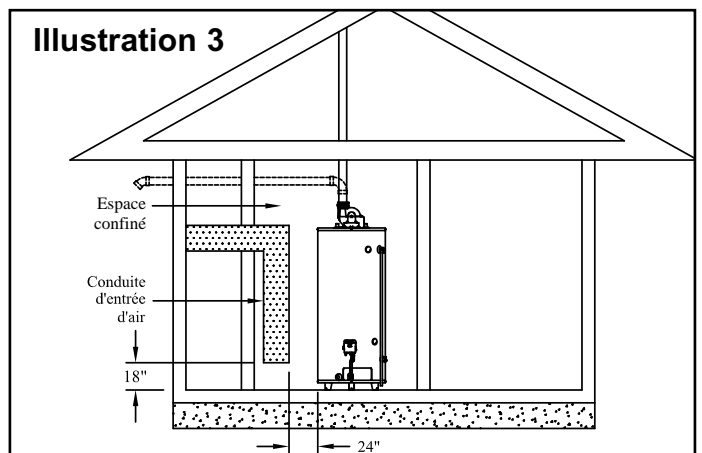 Illustration 3
Espace
confiné
Conduite
d'entrée
d'air
18"
24"